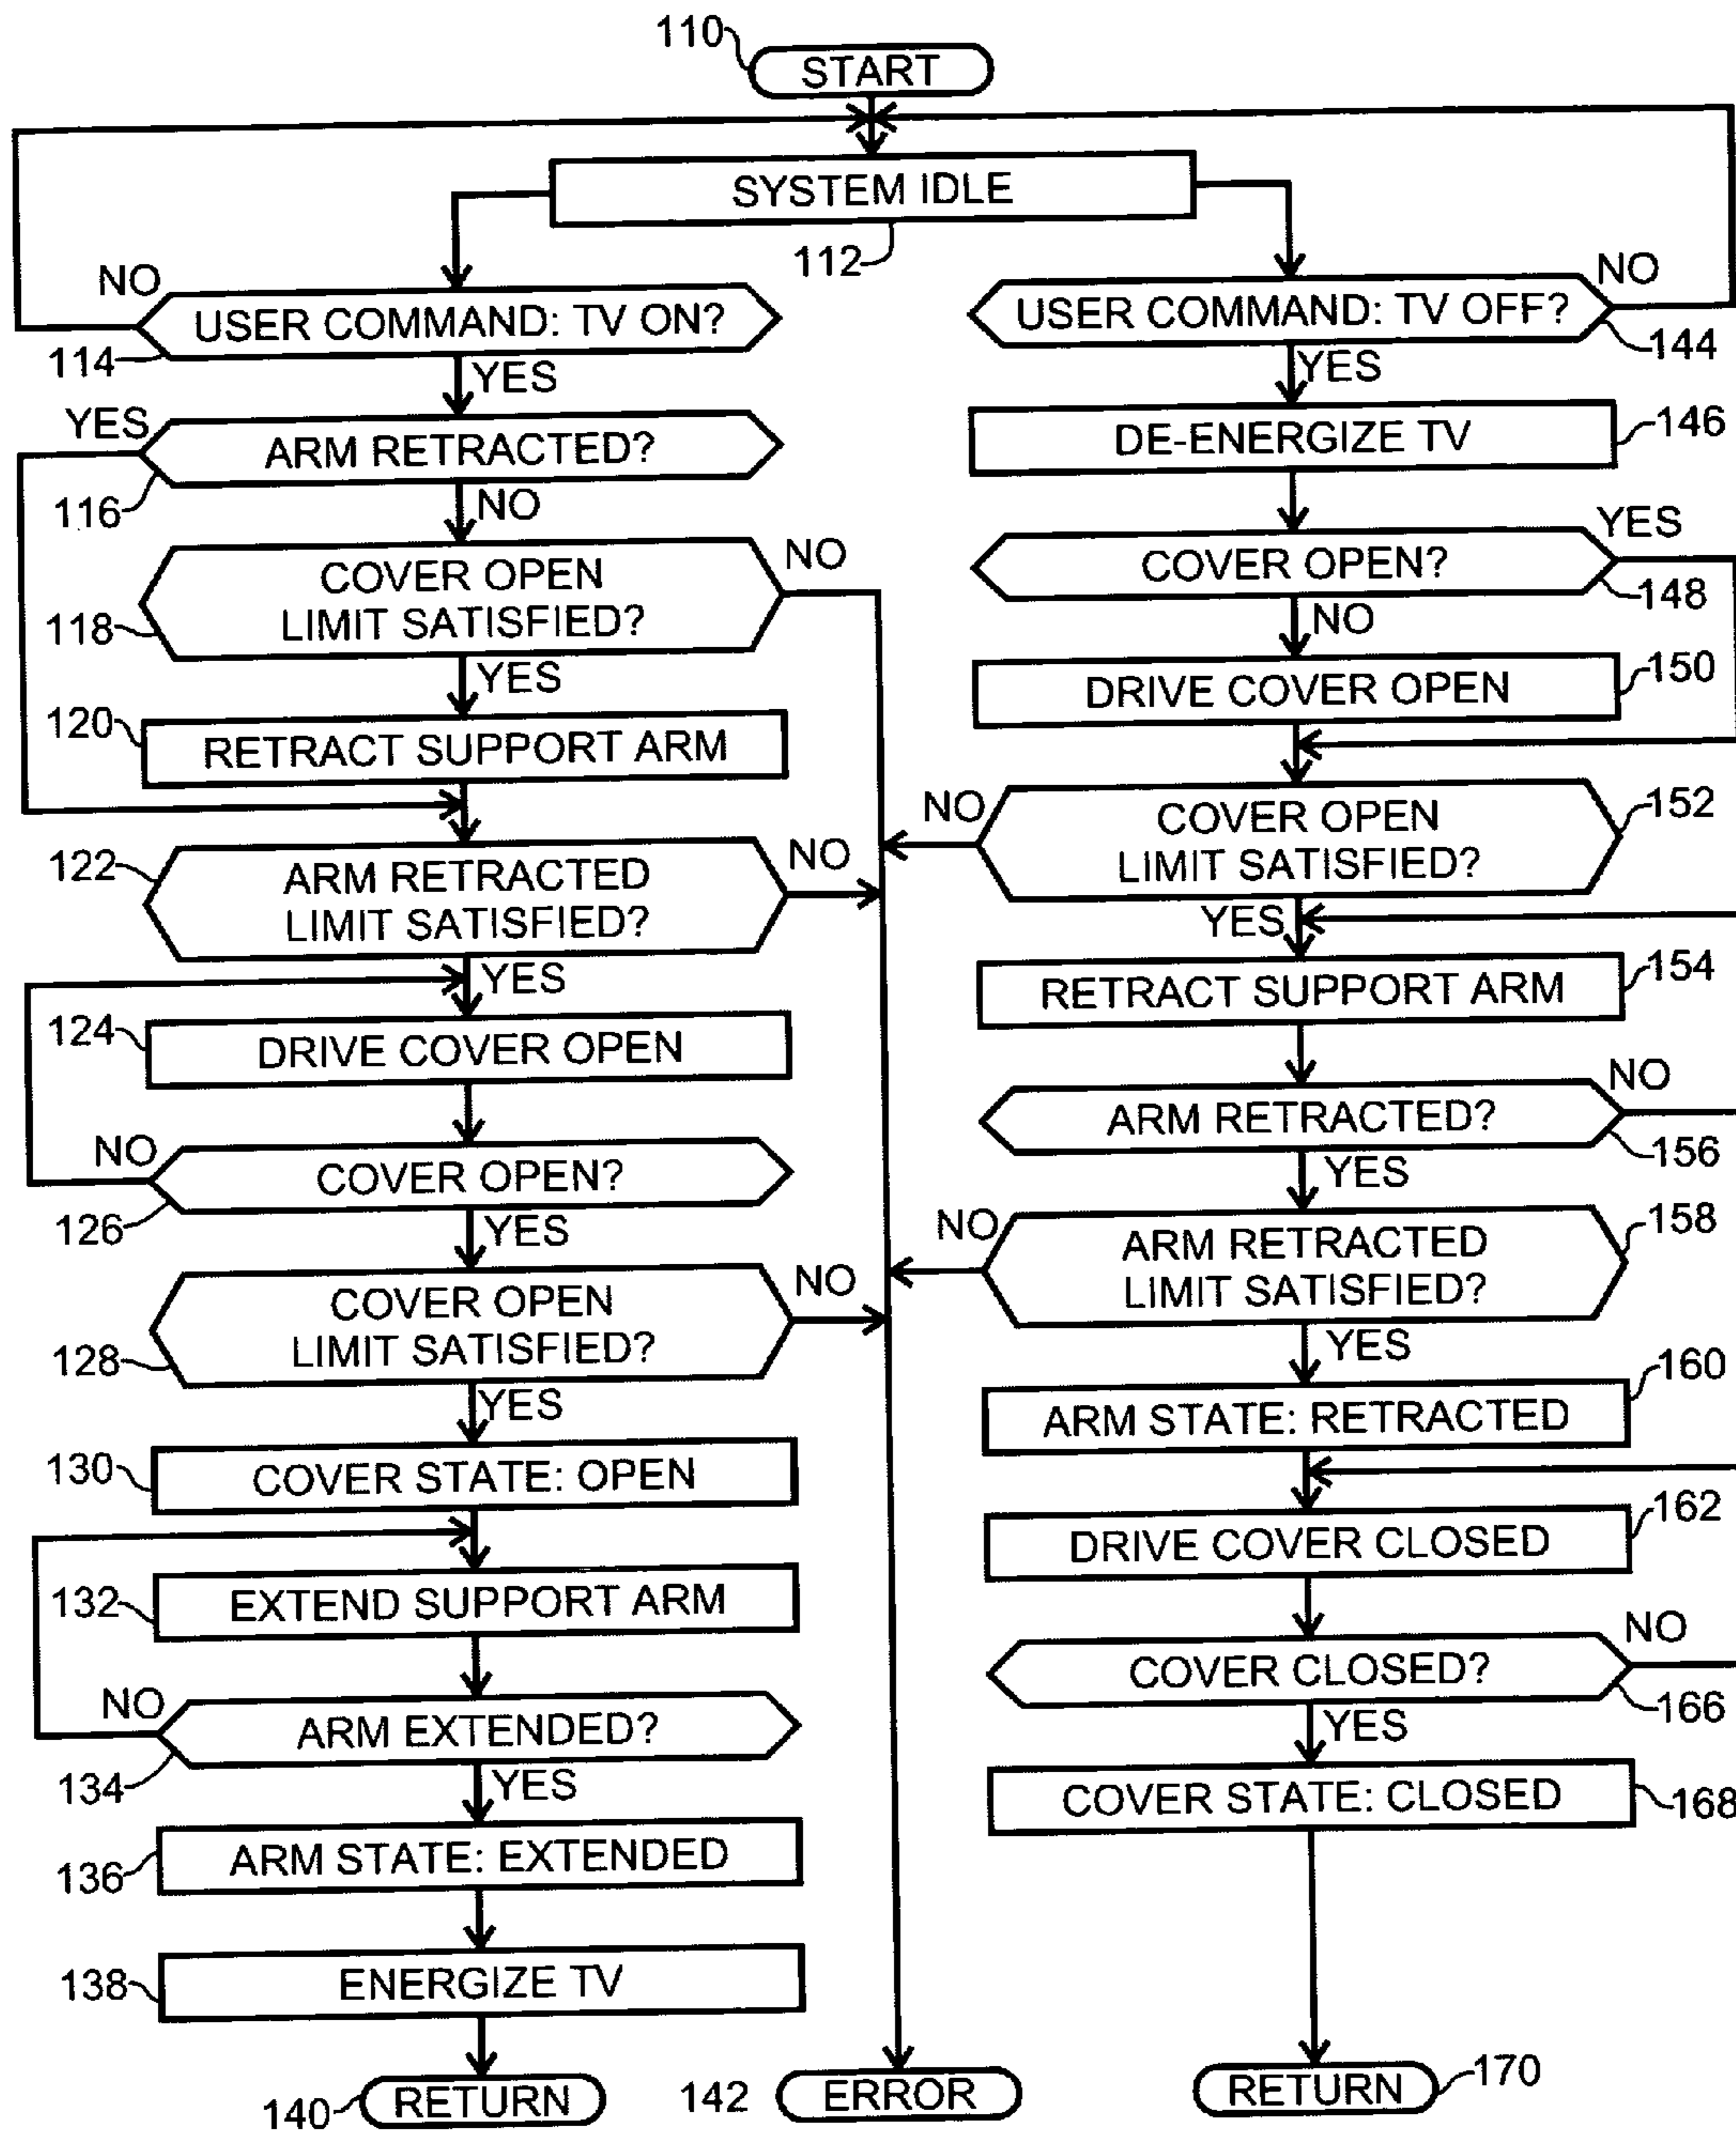 110
START
SYSTEM IDLE
112
NO
USER COMMAND: TV ON?
114
YES
YES
ARM RETRACTED?
116
NO
COVER OPEN
LIMIT SATISFIED?
118
NO
YES
120
RETRACT SUPPORT ARM
122
ARM RETRACTED
LIMIT SATISFIED?
NO
YES
124
DRIVE COVER OPEN
NO
COVER OPEN?
126
YES
COVER OPEN
LIMIT SATISFIED?
128
NO
YES
130
COVER STATE: OPEN
132
EXTEND SUPPORT ARM
NO
ARM EXTENDED?
134
YES
136
ARM STATE: EXTENDED
138
ENERGIZE TV
140
RETURN
142
ERROR
NO
USER COMMAND: TV OFF?
144
YES
DE-ENERGIZE TV
146
YES
COVER OPEN?
148
NO
DRIVE COVER OPEN
150
NO
COVER OPEN
LIMIT SATISFIED?
152
YES
RETRACT SUPPORT ARM
154
NO
ARM RETRACTED?
156
YES
NO
ARM RETRACTED
LIMIT SATISFIED?
158
YES
160
ARM STATE: RETRACTED
162
DRIVE COVER CLOSED
NO
COVER CLOSED?
166
YES
COVER STATE: CLOSED
168
RETURN
170